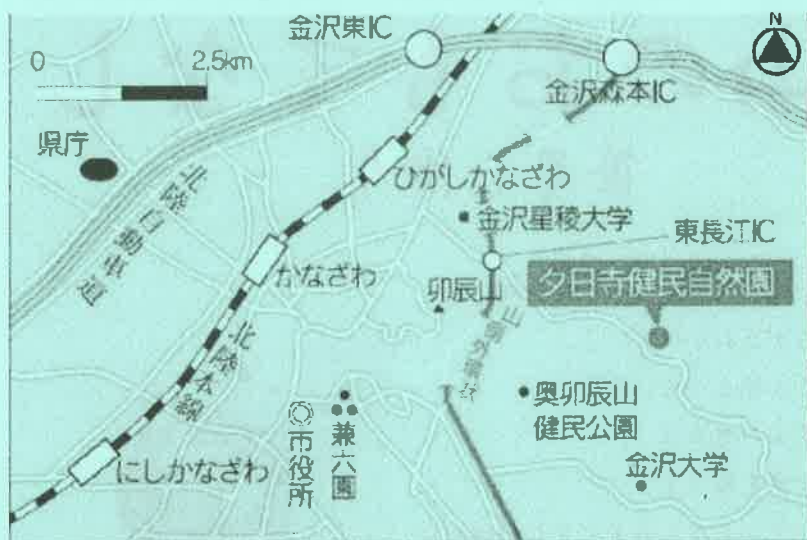 N
金沢東IC
0 2.5km
金沢森本IC
県庁
ひがしかなざわ
北陸自動車道
金沢星稜大学
東長江IC
かなざわ
卯辰山
夕日寺健民自然園
北陸本線
奥卯辰山
健民公園
◎市役所
兼六園
にしかなざわ
金沢大学